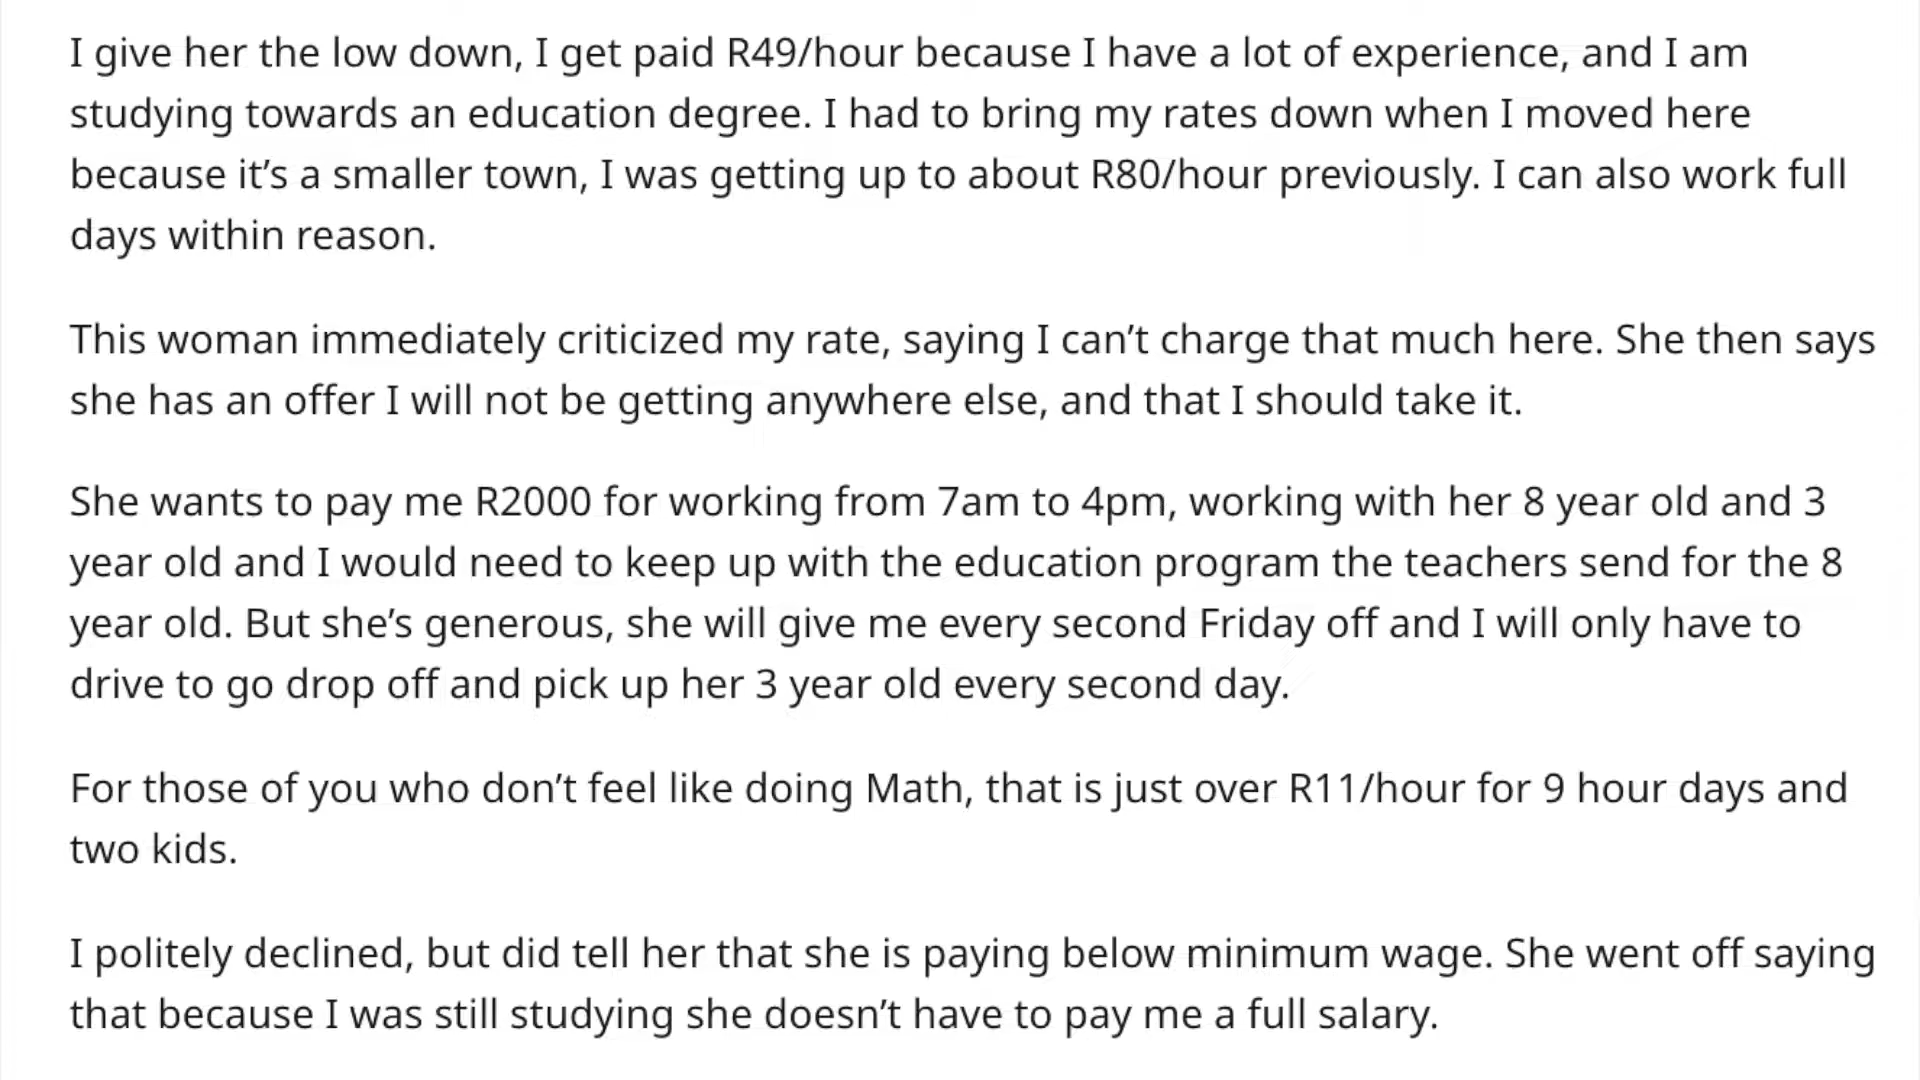 I give her the low down, I get paid R49/hour because I have a lot of experience, and I am
studying towards an education degree. I had to bring my rates down when I moved here
because it’s a smaller town, I was getting up to about R80/hour previously. I can also work full
days within reason.
This woman immediately criticized my rate, saying I can’t charge that much here. She then says
she has an offer I will not be getting anywhere else, and that I should take it.
She wants to pay me R2000 for working from 7am to 4pm, working with her 8 year old and 3
year old and I would need to keep up with the education program the teachers send for the 8
year old. But she’s generous, she will give me every second Friday off and I will only have to
drive to go drop off and pick up her 3 year old every second day.
For those of you who don’t feel like doing Math, that is just over R11/hour for 9 hour days and
two kids.
I politely declined, but did tell her that she is paying below minimum wage. She went off saying
that because I was still studying she doesn’t have to pay me a full salary.